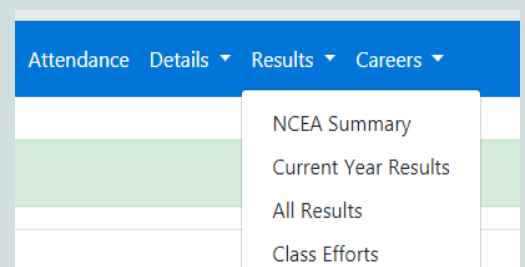 Attendance Details Results Careers
NCEA Summary
Current Year Results
All Results
Class Efforts